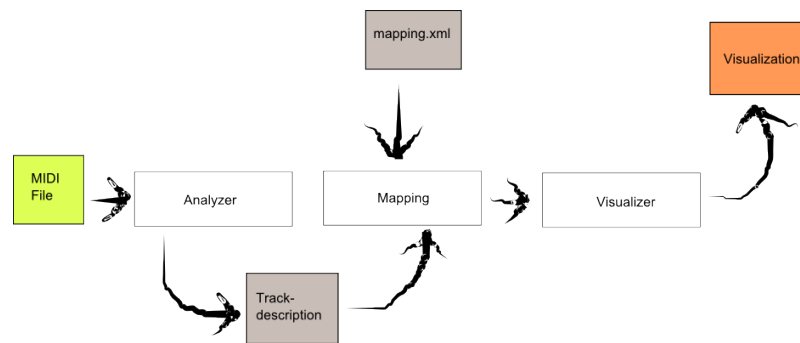 mapping.xml
Visualization
MIDI
File
Analyzer
Mapping
Visualizer
Track-
description